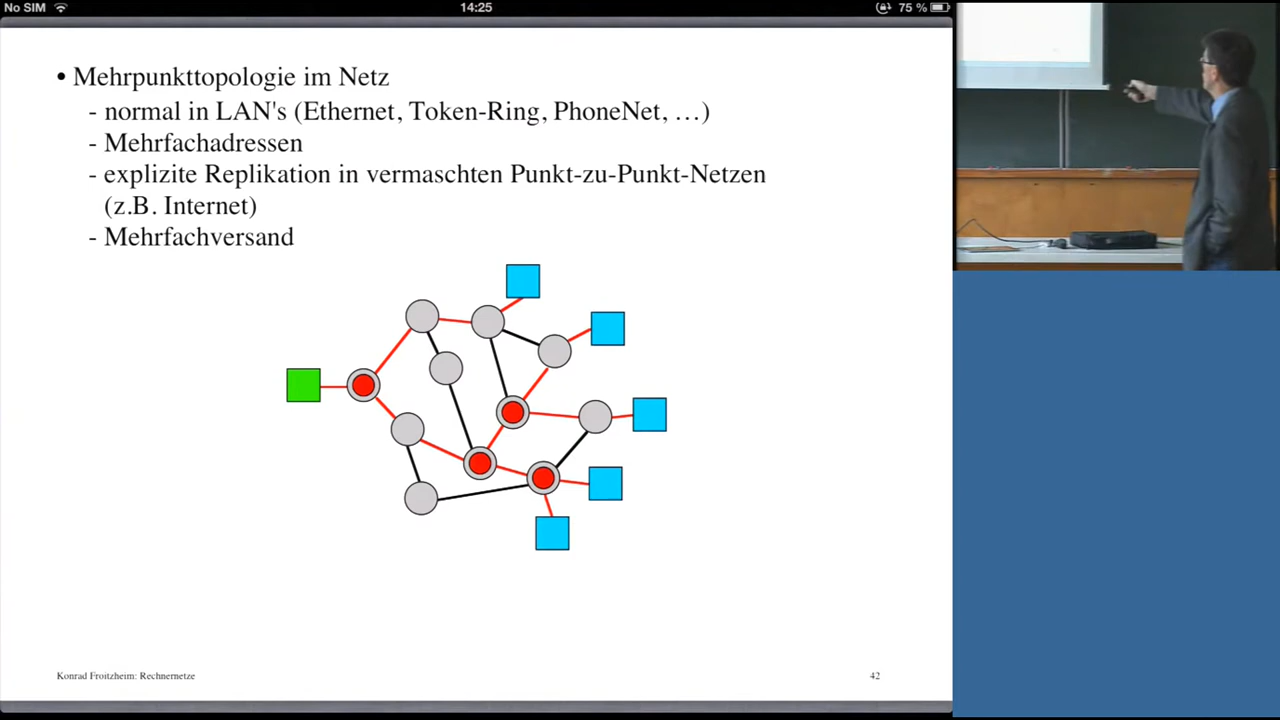 No SIM 14:25 75 %
• Mehrpunkttopologie im Netz
- normal in LAN's (Ethernet, Token-Ring, PhoneNet, …)
- Mehrfachadressen
- explizite Replikation in vermaschten Punkt-zu-Punkt-Netzen
(z.B. Internet)
- Mehrfachversand
Konrad Froitzheim: Rechnernetze 42